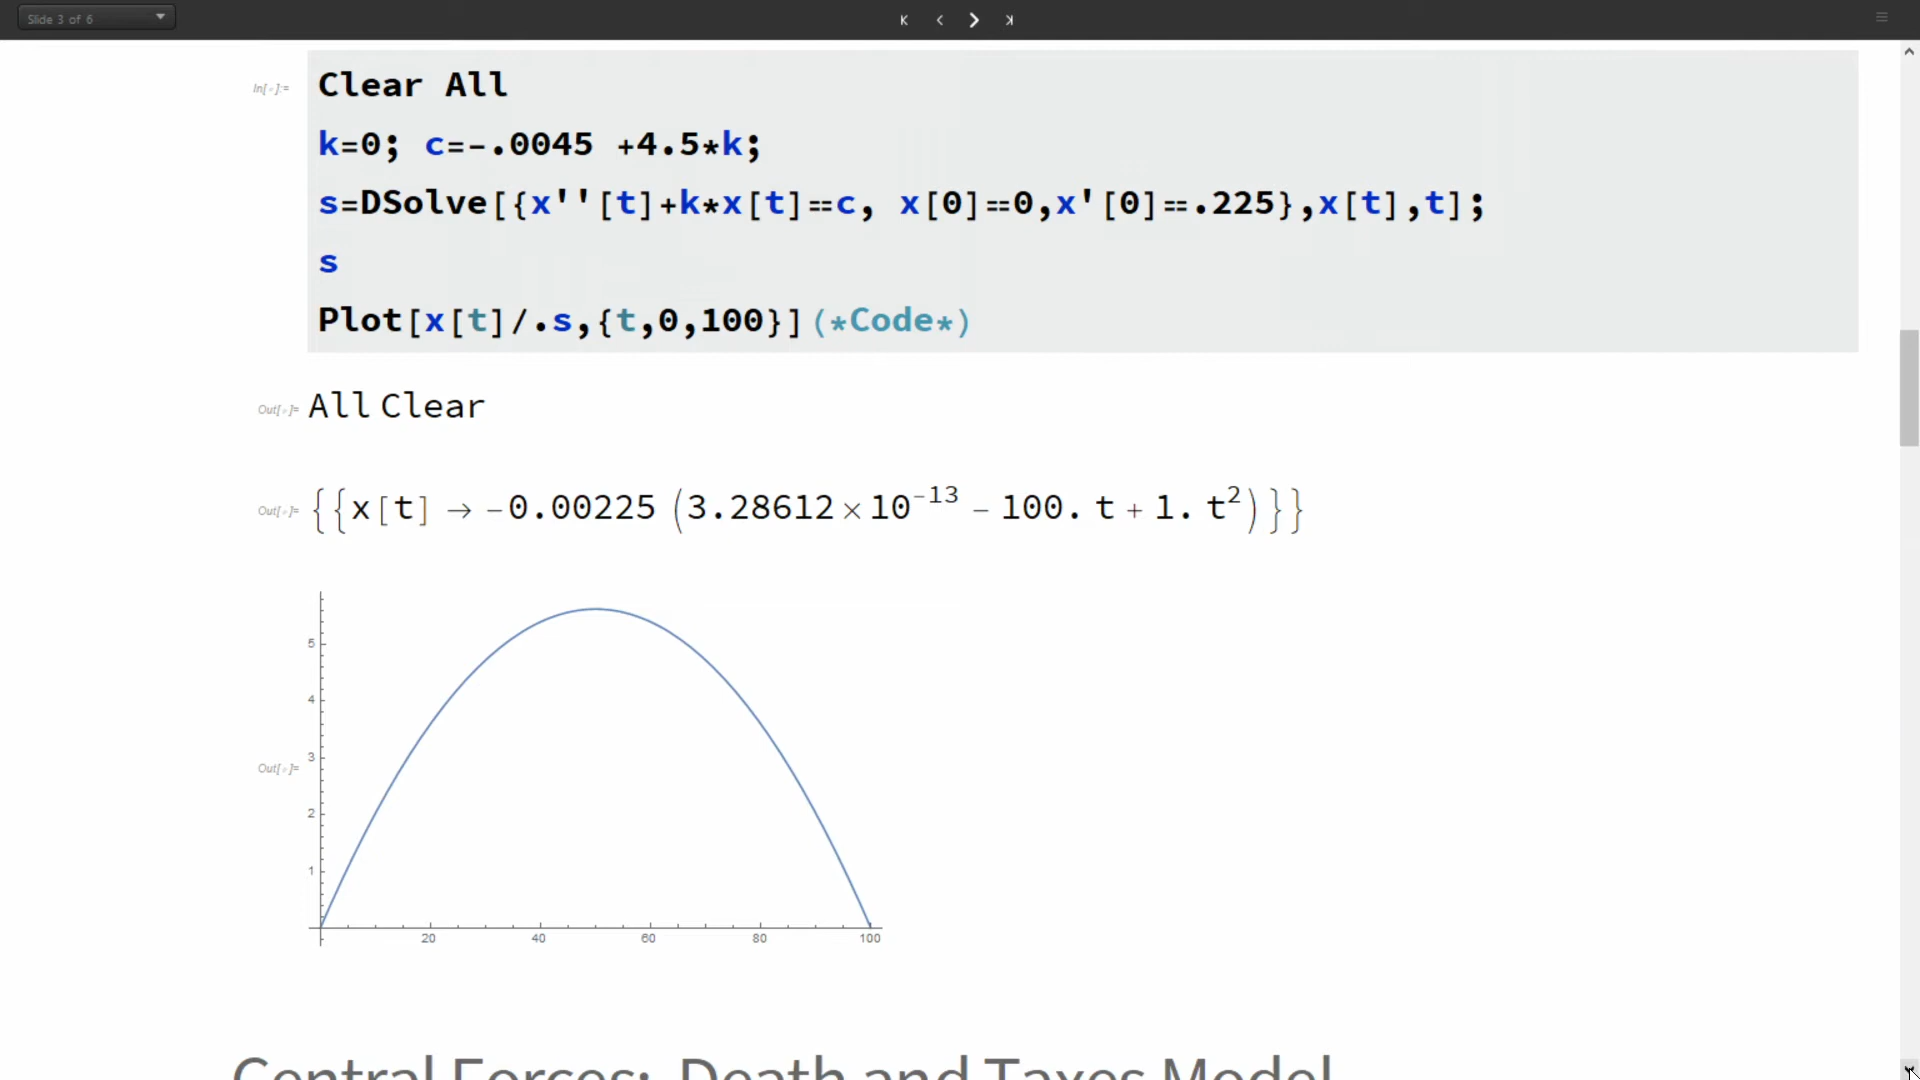 Slide 3 of 6
In[ ]:=
Clear All
k=0; c=-.0045 +4.5*k;
s=DSolve[{x''[t]+k*x[t]==c, x[0]==0,x'[0]==.225},x[t],t];
s
Plot[x[t]/.s,{t,0,100}](*Code*)
Out[ ]= All Clear
Out[ ]= {{x[t] → -0.00225 (3.28612×10^-13 - 100. t + 1. t^2)}}
Out[ ]=
5
4
3
2
1
20 40 60 80 100
Central Forces: Death and Taxes Model